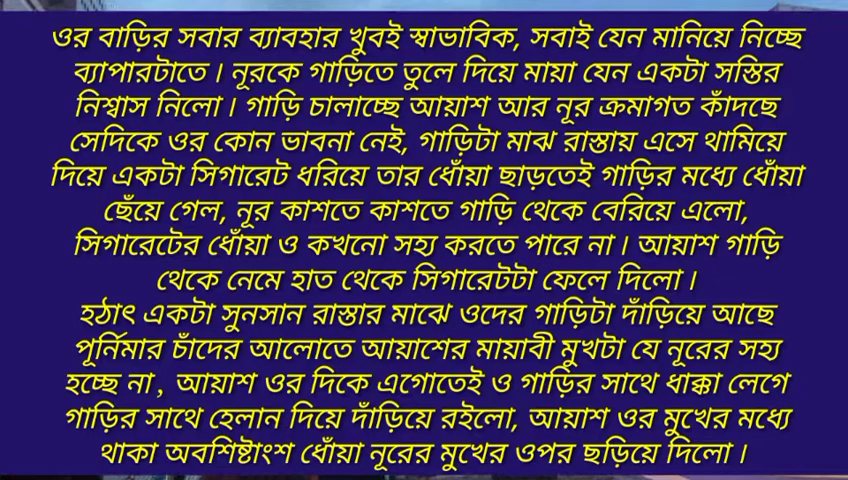 ওর বাড়ির সবার ব্যাবহার খুবই স্বাভাবিক, সবাই যেন মানিয়ে নিচ্ছে
ব্যাপারটাতে। নূরকে গাড়িতে তুলে দিয়ে মায়া যেন একটা সস্তির
নিশ্বাস নিলো। গাড়ি চালাচ্ছে আয়াশ আর নূর ক্রমাগত কাঁদছে
সেদিকে ওর কোন ভাবনা নেই, গাড়িটা মাঝ রাস্তায় এসে থামিয়ে
দিয়ে একটা সিগারেট ধরিয়ে তার ধোঁয়া ছাড়তেই গাড়ির মধ্যে ধোঁয়া
ছেঁয়ে গেল, নূর কাশতে কাশতে গাড়ি থেকে বেরিয়ে এলো,
সিগারেটের ধোঁয়া ও কখনো সহ্য করতে পারে না। আয়াশ গাড়ি
থেকে নেমে হাত থেকে সিগারেটটা ফেলে দিলো।
হঠাৎ একটা সুনসান রাস্তার মাঝে ওদের গাড়িটা দাঁড়িয়ে আছে
পূর্নিমার চাঁদের আলোতে আয়াশের মায়াবী মুখটা যে নূরের সহ্য
হচ্ছে না, আয়াশ ওর দিকে এগোতেই ও গাড়ির সাথে ধাক্কা লেগে
গাড়ির সাথে হেলান দিয়ে দাঁড়িয়ে রইলো, আয়াশ ওর মুখের মধ্যে
থাকা অবশিষ্টাংশ ধোঁয়া নূরের মুখের ওপর ছড়িয়ে দিলো।